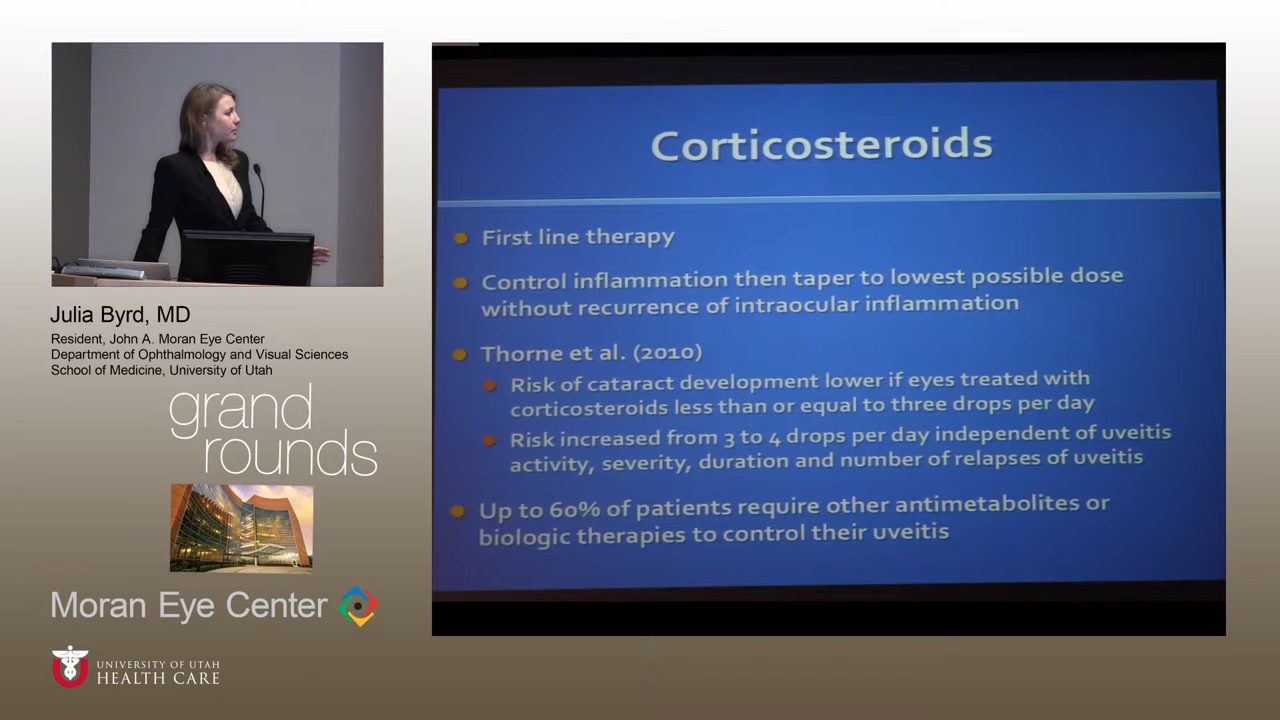 Julia Byrd, MD
Resident, John A. Moran Eye Center
Department of Ophthalmology and Visual Sciences
School of Medicine, University of Utah
grand
rounds
Moran Eye Center
UNIVERSITY OF UTAH
HEALTH CARE
Corticosteroids
First line therapy
Control inflammation then taper to lowest possible dose
without recurrence of intraocular inflammation
Thorne et al. (2010)
Risk of cataract development lower if eyes treated with
corticosteroids less than or equal to three drops per day
Risk increased from 3 to 4 drops per day independent of uveitis
activity, severity, duration and number of relapses of uveitis
Up to 60% of patients require other antimetabolites or
biologic therapies to control their uveitis